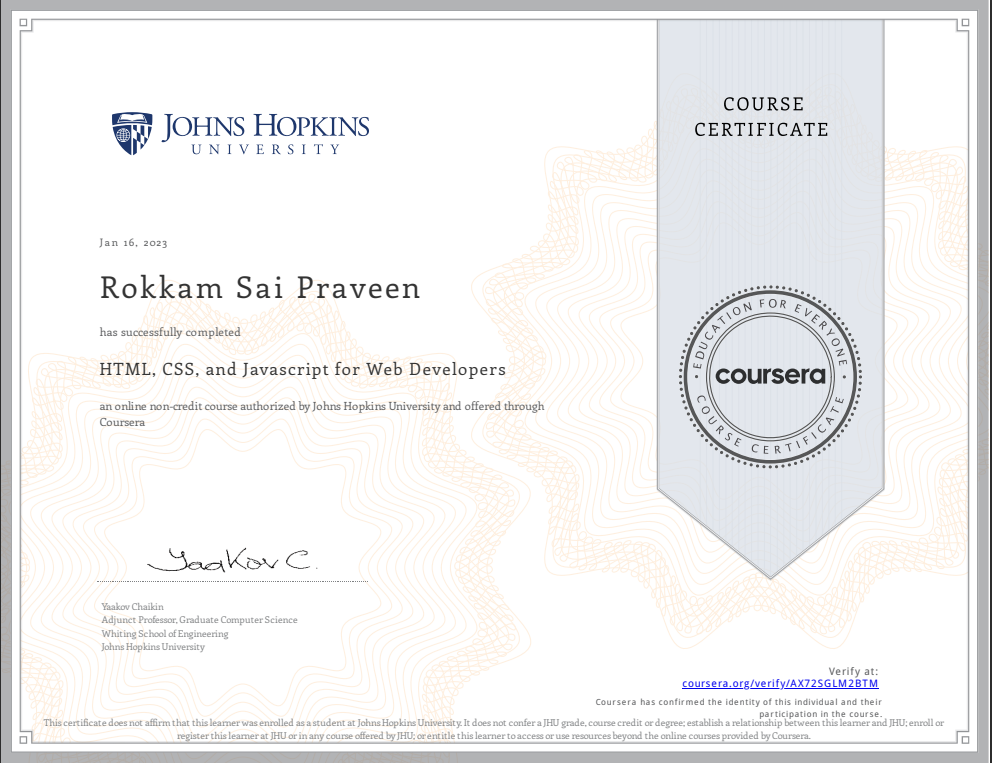 JOHNS HOPKINS
UNIVERSITY
COURSE
CERTIFICATE
Jan 16, 2023
Rokkam Sai Praveen
has successfully completed
HTML, CSS, and Javascript for Web Developers
an online non-credit course authorized by Johns Hopkins University and offered through
Coursera
EDUCATION FOR EVERYONE
coursera
COURSE CERTIFICATE
Yaakov C.
Yaakov Chaikin
Adjunct Professor, Graduate Computer Science
Whiting School of Engineering
Johns Hopkins University
Verify at:
coursera.org/verify/AX72SGLM2BTM
Coursera has confirmed the identity of this individual and their
participation in the course.
This certificate does not affirm that this learner was enrolled as a student at Johns Hopkins University. It does not confer a JHU grade, course credit or degree; establish a relationship between this learner and JHU; enroll or
register this learner at JHU or in any course offered by JHU; or entitle this learner to access or use resources beyond the online courses provided by Coursera.